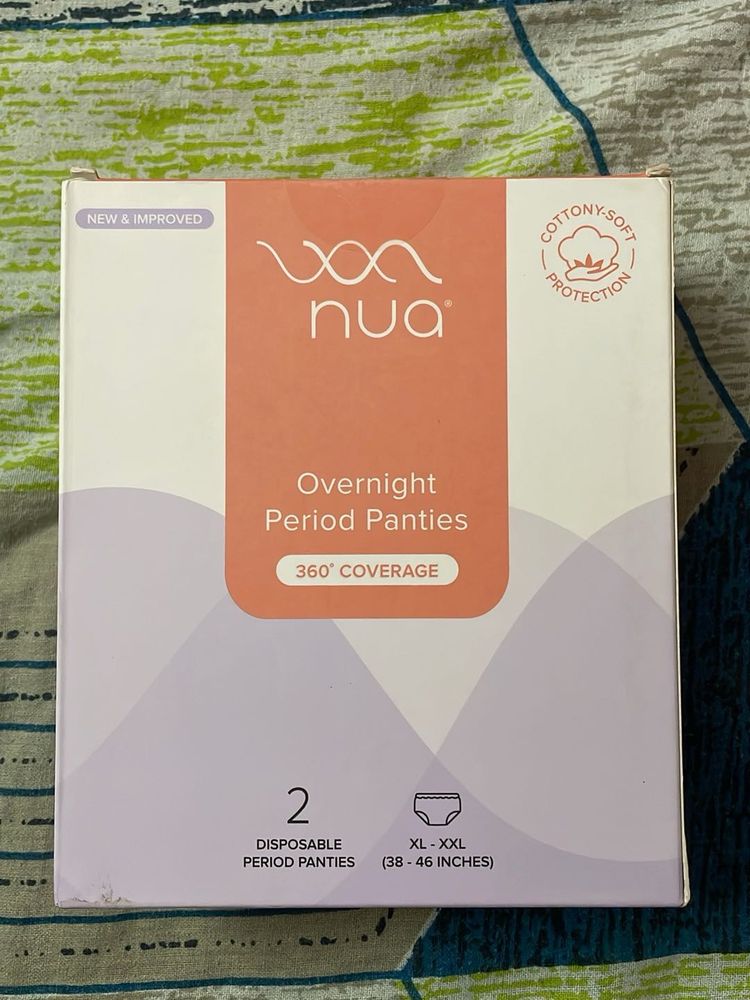 NEW & IMPROVED
COTTONY-SOFT
PROTECTION
nua®
Overnight
Period Panties
360° COVERAGE
2
DISPOSABLE
PERIOD PANTIES
XL - XXL
(38 - 46 INCHES)